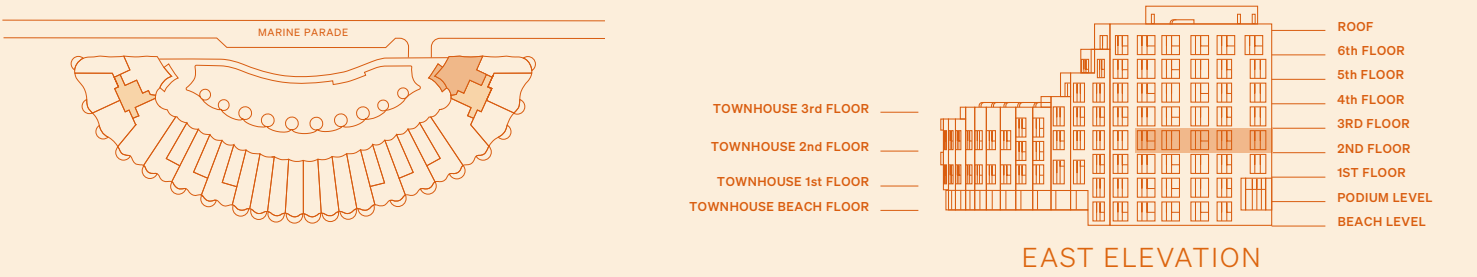 MARINE PARADE
TOWNHOUSE 3rd FLOOR
TOWNHOUSE 2nd FLOOR
TOWNHOUSE 1st FLOOR
TOWNHOUSE BEACH FLOOR
ROOF
6th FLOOR
5th FLOOR
4th FLOOR
3RD FLOOR
2ND FLOOR
1ST FLOOR
PODIUM LEVEL
BEACH LEVEL
EAST ELEVATION